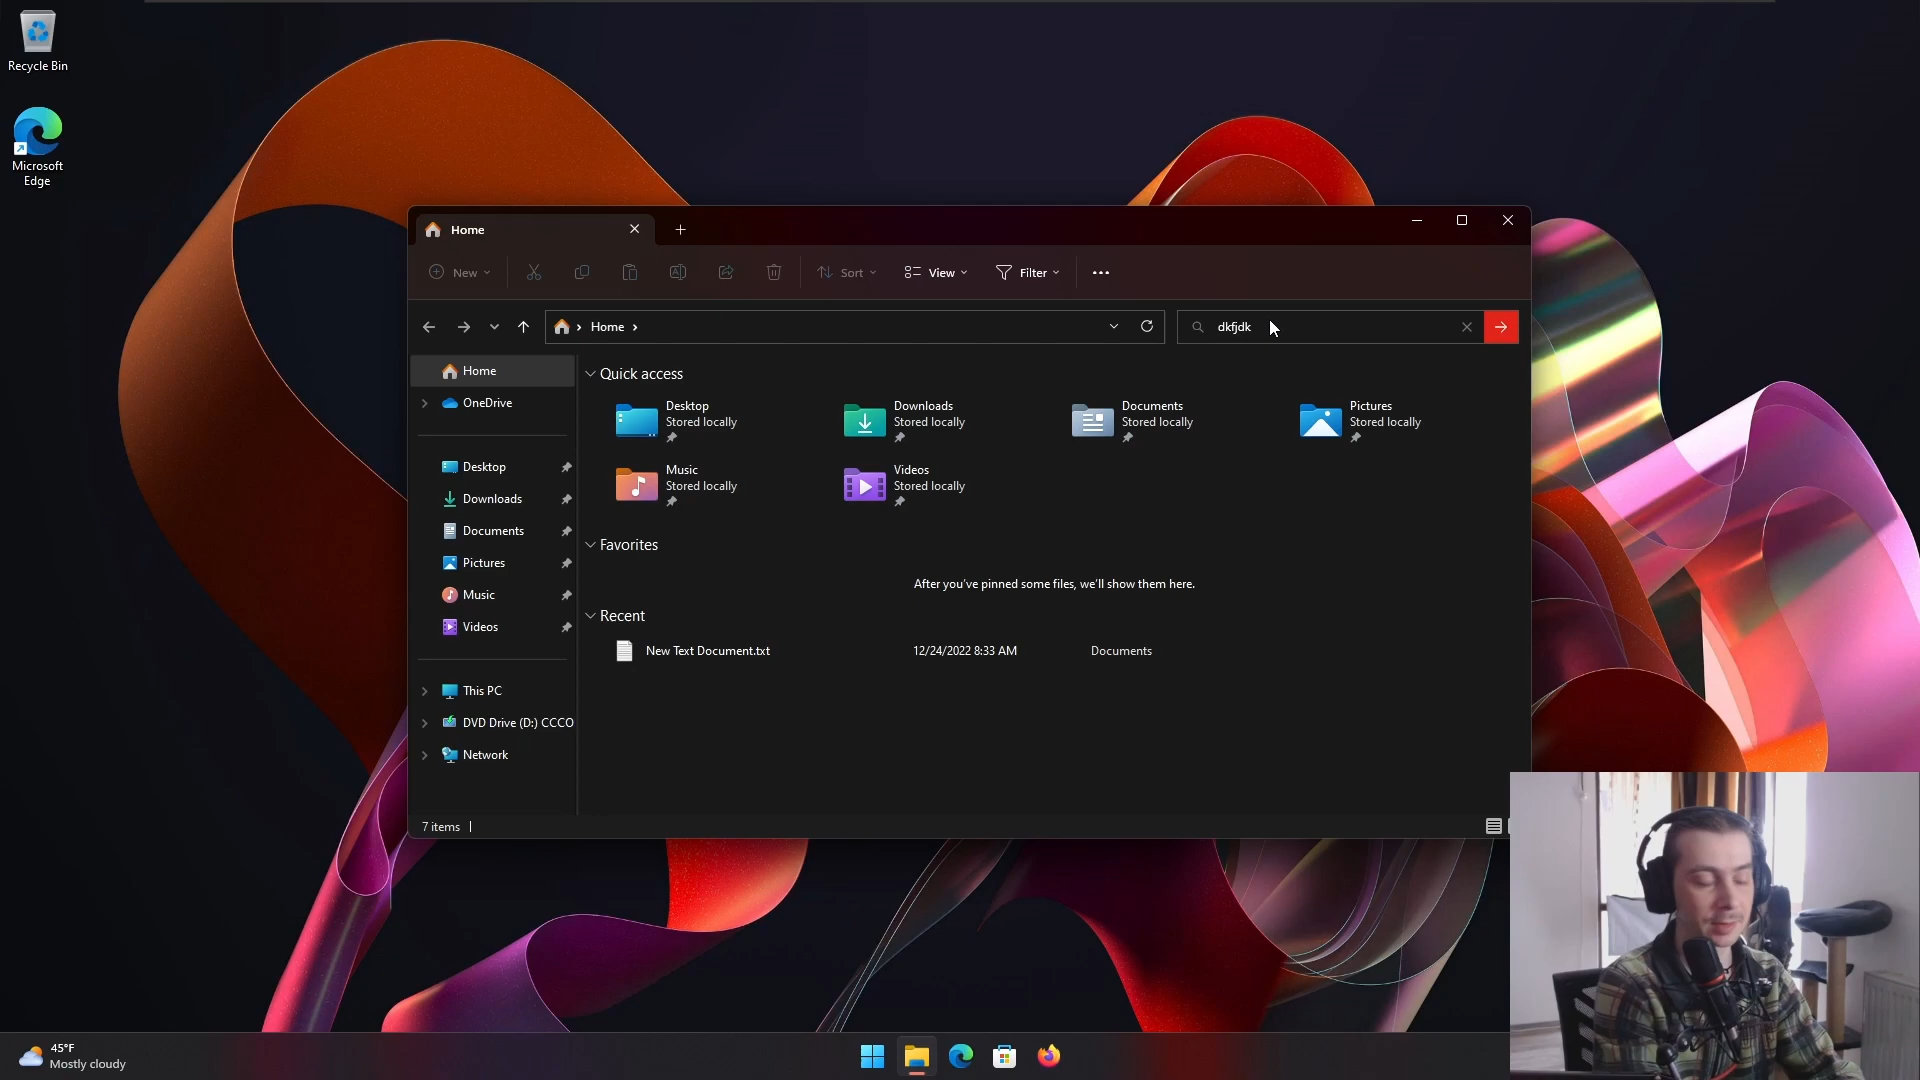 Recycle Bin
Microsoft
Edge
Home
New
Sort
View
Filter
Home
dkfjdk
Home
OneDrive
Desktop
Downloads
Documents
Pictures
Music
Videos
This PC
DVD Drive (D:) CCCO
Network
Quick access
Desktop
Stored locally
Downloads
Stored locally
Documents
Stored locally
Pictures
Stored locally
Music
Stored locally
Videos
Stored locally
Favorites
After you've pinned some files, we'll show them here.
Recent
New Text Document.txt 12/24/2022 8:33 AM Documents
7 items
45°F
Mostly cloudy